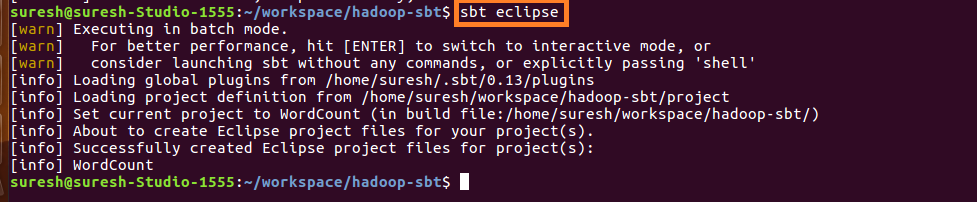 suresh@suresh-Studio-1555:~/workspace/hadoop-sbt$ sbt eclipse
[warn] Executing in batch mode.
[warn]   For better performance, hit [ENTER] to switch to interactive mode, or
[warn]   consider launching sbt without any commands, or explicitly passing 'shell'
[info] Loading global plugins from /home/suresh/.sbt/0.13/plugins
[info] Loading project definition from /home/suresh/workspace/hadoop-sbt/project
[info] Set current project to WordCount (in build file:/home/suresh/workspace/hadoop-sbt/)
[info] About to create Eclipse project files for your project(s).
[info] Successfully created Eclipse project files for project(s):
[info] WordCount
suresh@suresh-Studio-1555:~/workspace/hadoop-sbt$